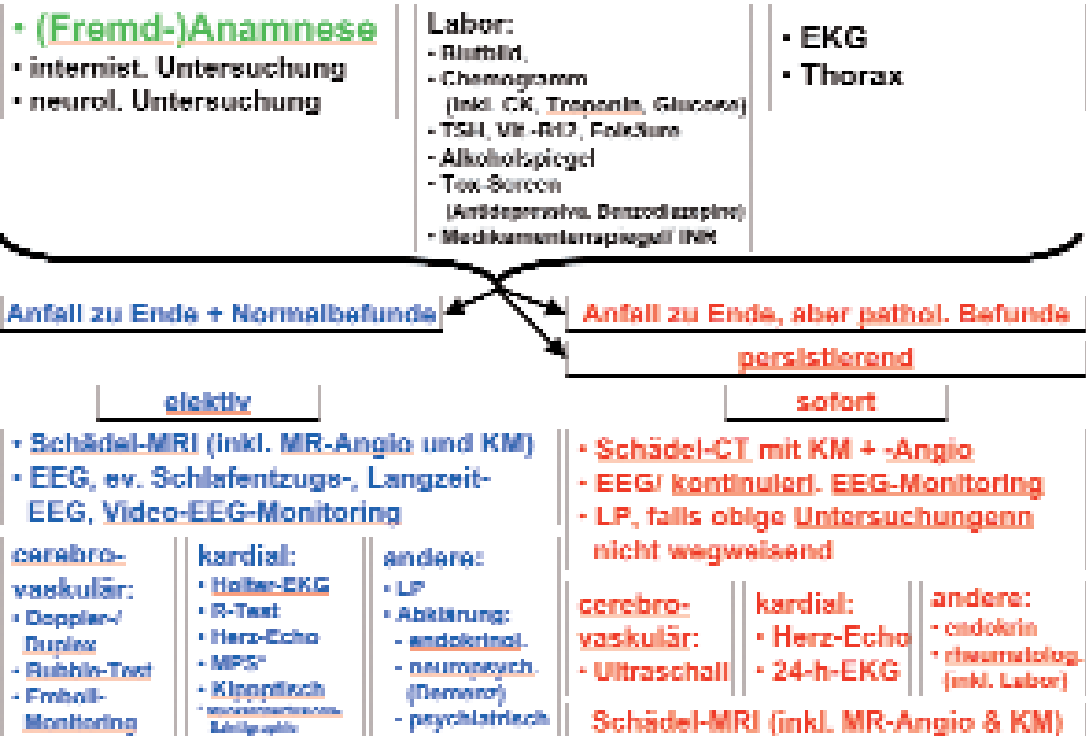 • (Fremd-)Anamnese
• internist. Untersuchung
• neurol. Untersuchung
Labor:
- Blutbild,
- Chemogramm
(inkl. CK, Troponin, Glucose)
- TSH, Vit.-B12, Folsäure
- Alkoholspiegel
- Tox-Screen
(Antidepressiva, Benzodiazepine)
- Medikamentenspiegel/ INR
• EKG
• Thorax
Anfall zu Ende + Normalbefunde
Anfall zu Ende, aber pathol. Befunde
persistierend
elektiv
sofort
• Schädel-MRI (inkl. MR-Angio und KM)
• EEG, ev. Schlafentzugs-, Langzeit-
EEG, Video-EEG-Monitoring
cerebro-
vaskulär:
• Doppler-/
Duplex
• Bubble-Test
• Emboli-
Monitoring
kardial:
• Holter-EKG
• R-Test
• Herz-Echo
• MPS*
• Kipptisch
andere:
• LP
• Abklärung:
- endokrinol.
- neuropsych.
(Demenz)
- psychiatrisch
• Schädel-CT mit KM + -Angio
• EEG/ kontinuierl. EEG-Monitoring
• LP, falls obige Untersuchungenn
nicht wegweisend
cerebro-
vaskulär:
• Ultraschall
kardial:
• Herz-Echo
• 24-h-EKG
andere:
• endokrin
• rheumatolog.
(inkl. Labor)
Schädel-MRI (inkl. MR-Angio & KM)